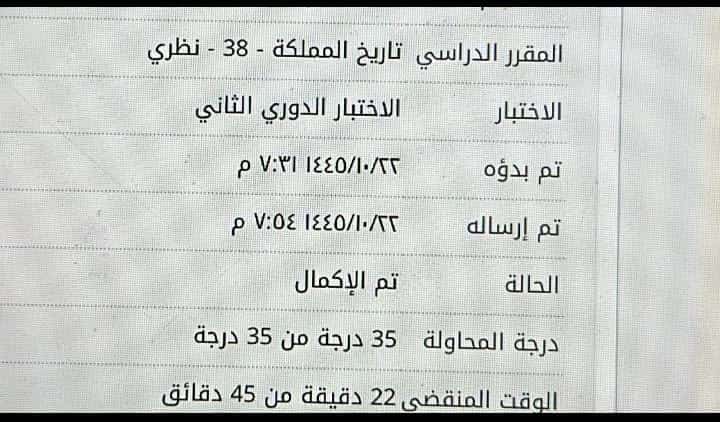 المقرر الدراسي تاريخ المملكة - 38 - نظري
الاختبار الاختبار الدوري الثاني
تم بدؤه ١٤٤٥/١٠/٢٢ ٧:٣١ م
تم إرساله ١٤٤٥/١٠/٢٢ ٧:٥٤ م
الحالة تم الإكمال
درجة المحاولة 35 درجة من 35 درجة
الوقت المنقضي 22 دقيقة من 45 دقائق